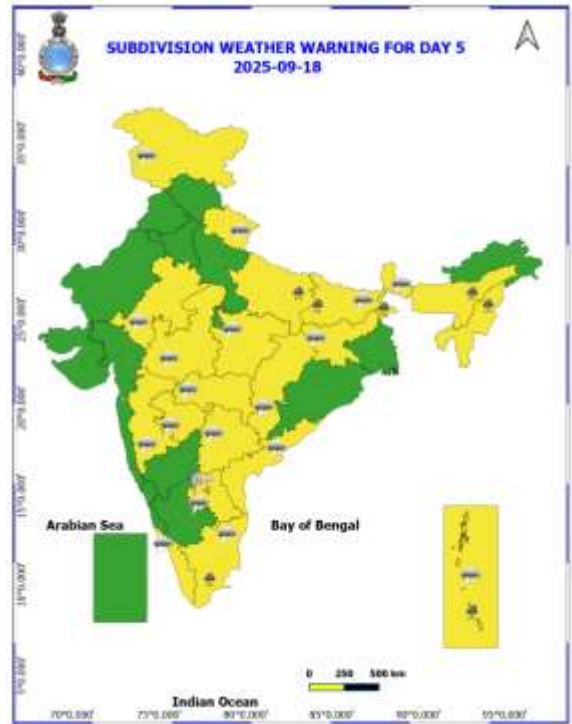 SUBDIVISION WEATHER WARNING FOR DAY 5
2025-09-18
Arabian Sea
Bay of Bengal
0 250 500 km
Indian Ocean
70°0.000' 75°0.000' 80°0.000' 85°0.000' 90°0.000' 95°0.000'